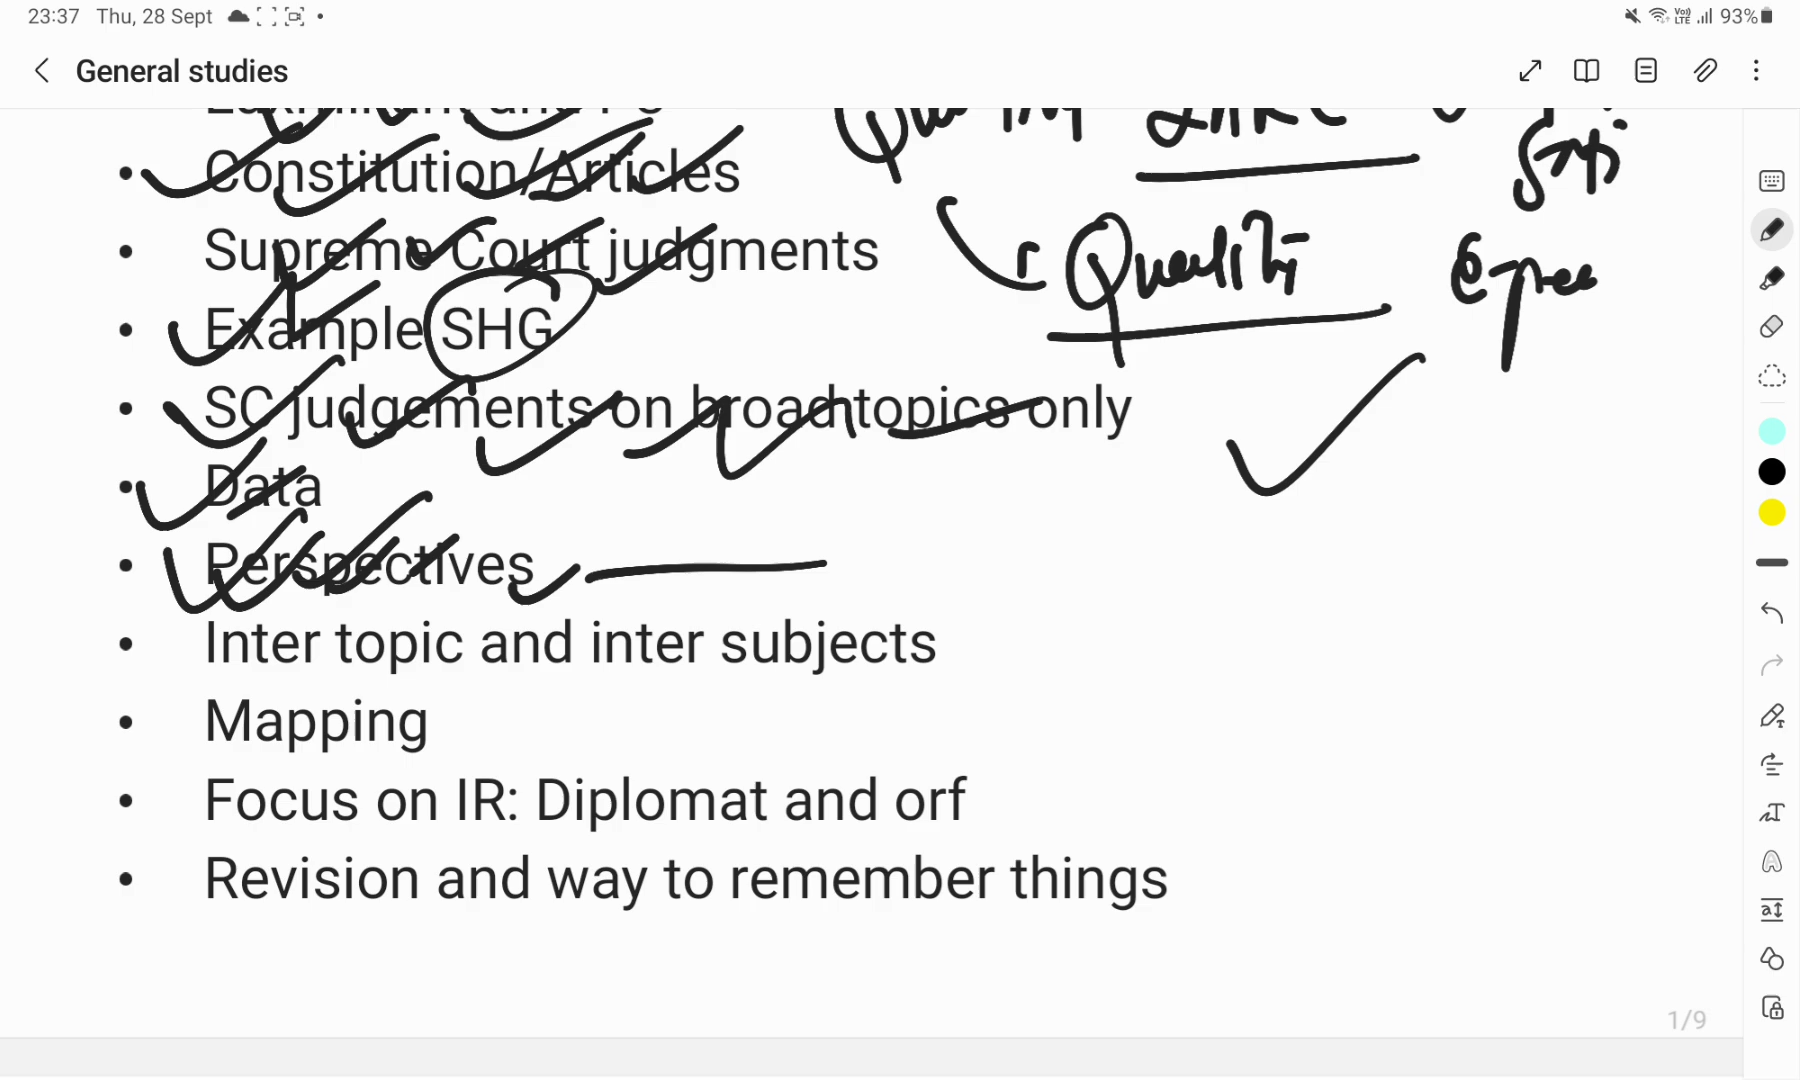 23:37 Thu, 28 Sept
93%
General studies
• Constitution/Articles
• Supreme Court judgments
Quality
• Example SHG
• SC judgements on broad topics only
• Data
• Perspectives
• Inter topic and inter subjects
• Mapping
• Focus on IR: Diplomat and orf
• Revision and way to remember things
1/9